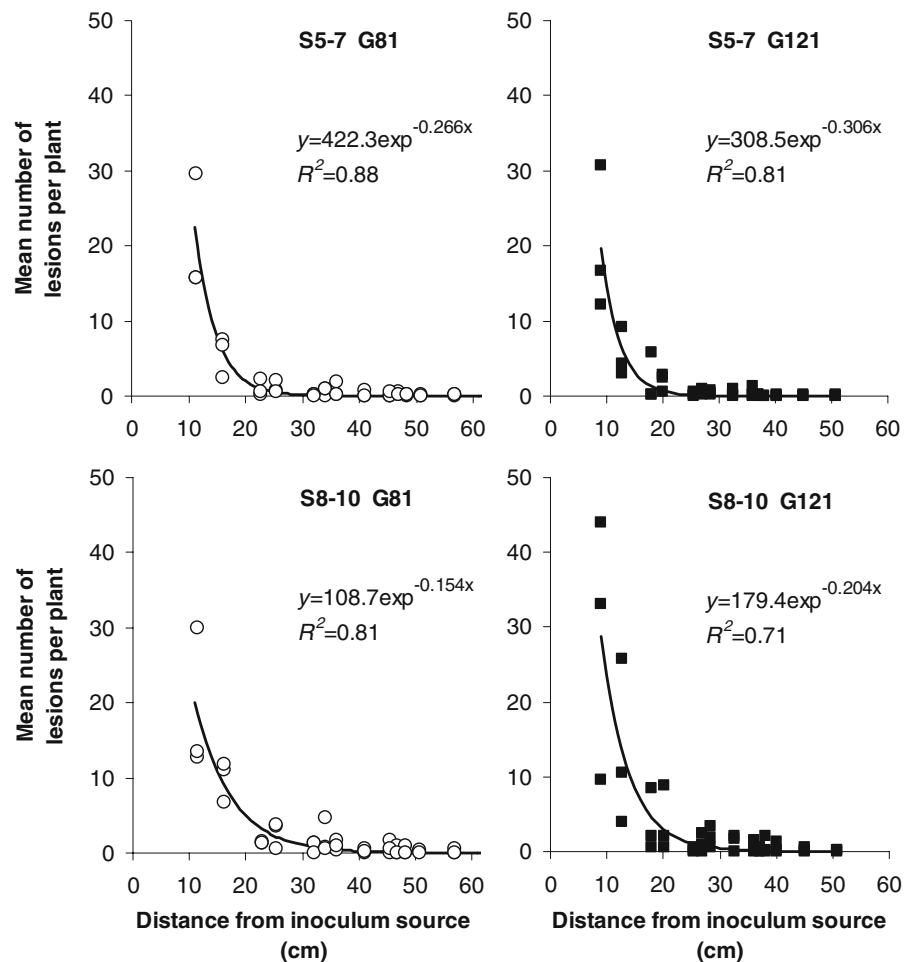 50
40
30
20
10
0
0 10 20 30 40 50 60
Mean number of
lesions per plant
S5-7 G81
y=422.3exp-0.266x
R2=0.88
50
40
30
20
10
0
0 10 20 30 40 50 60
S5-7 G121
y=308.5exp-0.306x
R2=0.81
50
40
30
20
10
0
0 10 20 30 40 50 60
Mean number of
lesions per plant
S8-10 G81
y=108.7exp-0.154x
R2=0.81
Distance from inoculum source
(cm)
50
40
30
20
10
0
0 10 20 30 40 50 60
S8-10 G121
y=179.4exp-0.204x
R2=0.71
Distance from inoculum source
(cm)